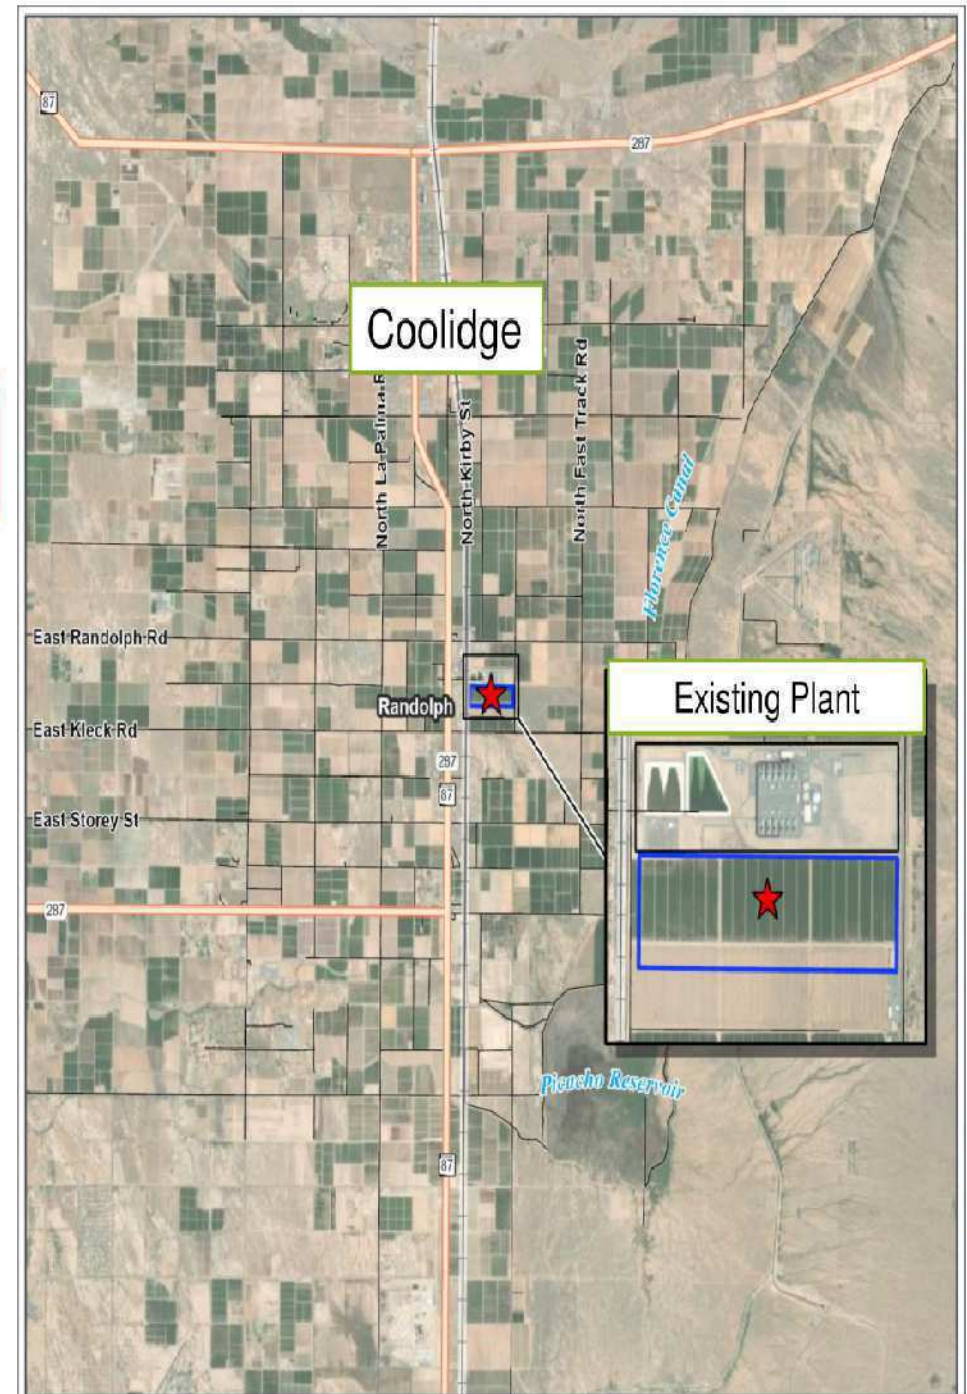 87
287
Coolidge
North La Palma R
North Kirby St
North East Track Rd
Florence Canal
East Randolph Rd
Randolph
Existing Plant
East Kleck Rd
287
87
East Storey St
287
Picacho Reservoir
87